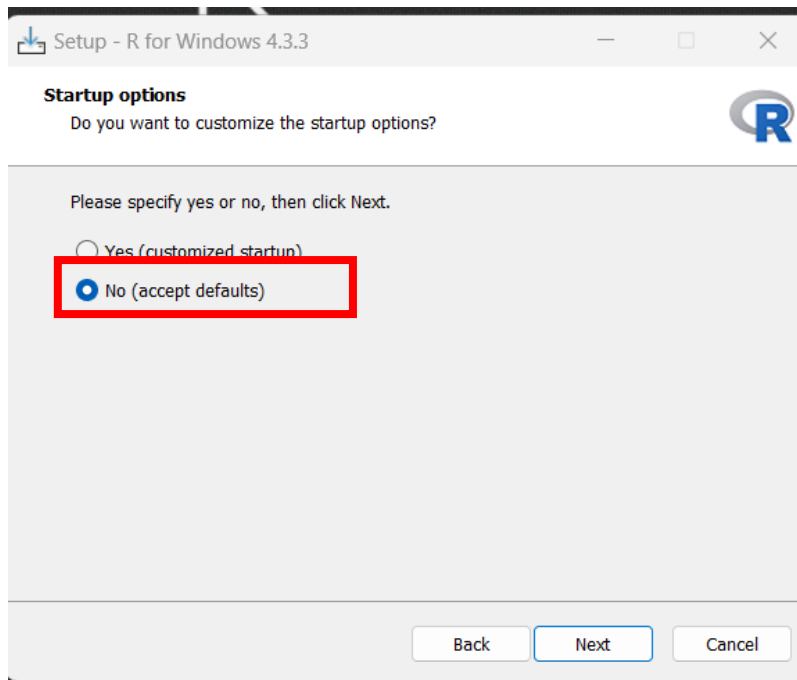 Setup - R for Windows 4.3.3
Startup options
Do you want to customize the startup options?
R
Please specify yes or no, then click Next.
Yes (customized startup)
No (accept defaults)
Back Next Cancel